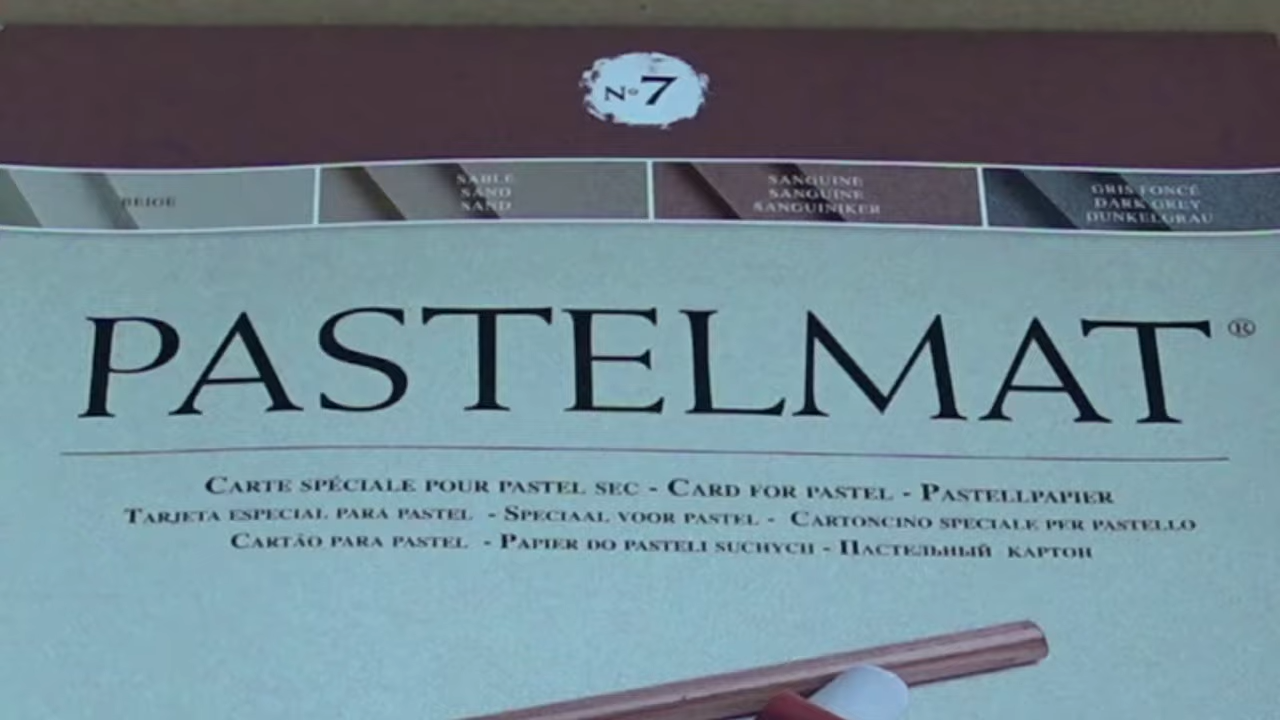 Nº7
BEIGE
SABLE
SAND
SAND
SANGUINE
SANGUINE
SANGUINIKER
GRIS FONCÉ
DARK GREY
DUNKELGRAU
PASTELMAT®
CARTE SPÉCIALE POUR PASTEL SEC - CARD FOR PASTEL - PASTELLPAPIER
TARJETA ESPECIAL PARA PASTEL - SPECIAAL VOOR PASTEL - CARTONCINO SPECIALE PER PASTELLO
CARTÃO PARA PASTEL - PAPIER DO PASTELI SUCHYCH - ПАСТЕЛЬНЫЙ КАРТОН